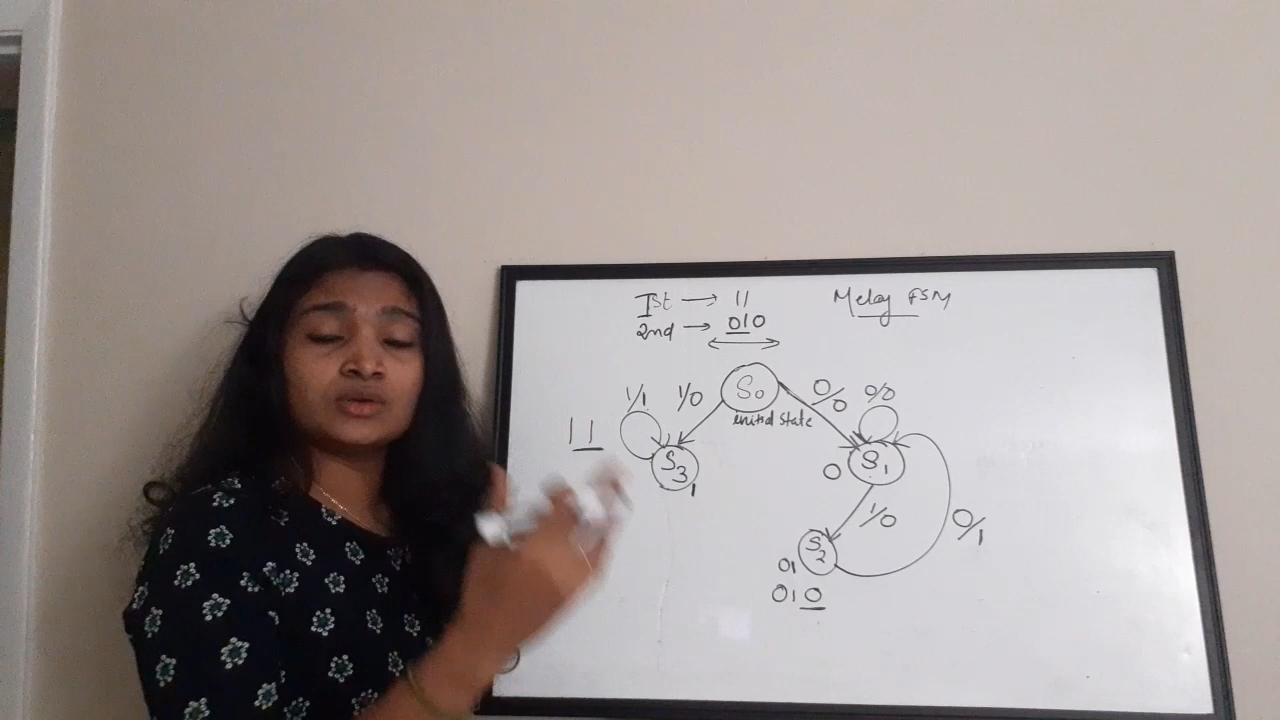 Ist → 11
Melay FSM
2nd → 010
S0
initial state
1/1
1/0
0/0
0/0
11
S3
1
0
S1
1/0
0/1
S2
01
010